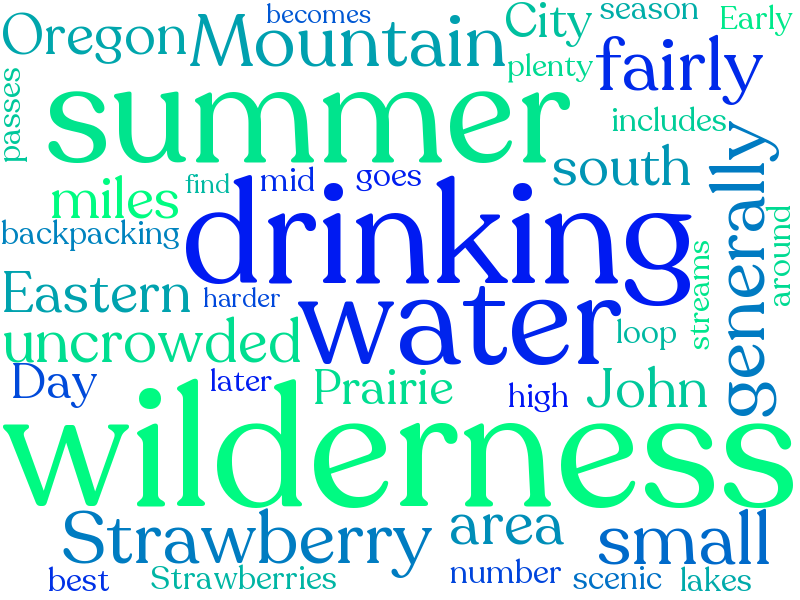 becomes
City
season
Early
Oregon
Mountain
plenty
fairly
passes
summer
includes
south
generally
miles
find
mid
goes
drinking
backpacking
around
streams
Eastern
harder
water
uncrowded
loop
Day
later
Prairie
high
John
wilderness
Strawberry
area
small
best
Strawberries
number
scenic
lakes